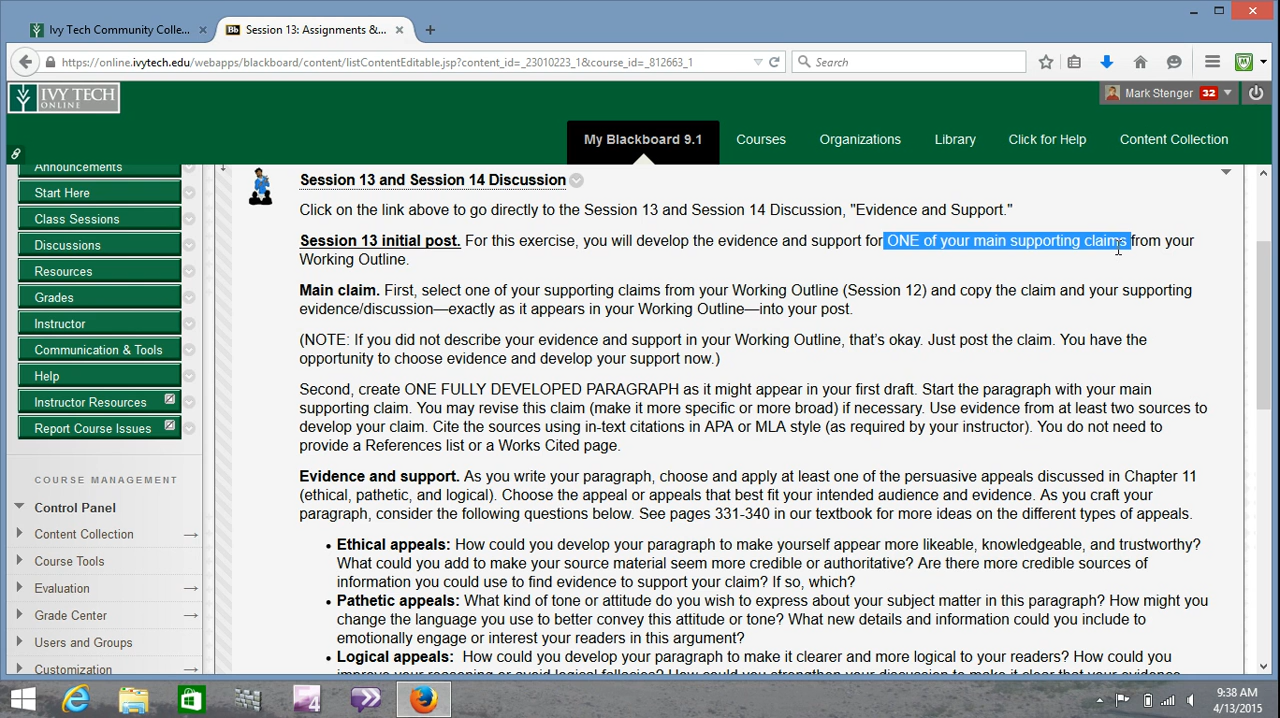 Ivy Tech Community Colle...
Bb Session 13: Assignments &...
https://online.ivytech.edu/webapps/blackboard/content/listContentEditable.jsp?content_id=_23010223_1&course_id=_812663_1
Search
IVY TECH
ONLINE
Mark Stenger 32
My Blackboard 9.1
Courses
Organizations
Library
Click for Help
Content Collection
Announcements
Start Here
Class Sessions
Discussions
Resources
Grades
Instructor
Communication & Tools
Help
Instructor Resources
Report Course Issues
COURSE MANAGEMENT
Control Panel
Content Collection
Course Tools
Evaluation
Grade Center
Users and Groups
Customization
Session 13 and Session 14 Discussion
Click on the link above to go directly to the Session 13 and Session 14 Discussion, "Evidence and Support."
Session 13 initial post. For this exercise, you will develop the evidence and support for ONE of your main supporting claims from your
Working Outline.
Main claim. First, select one of your supporting claims from your Working Outline (Session 12) and copy the claim and your supporting
evidence/discussion—exactly as it appears in your Working Outline—into your post.
(NOTE: If you did not describe your evidence and support in your Working Outline, that’s okay. Just post the claim. You have the
opportunity to choose evidence and develop your support now.)
Second, create ONE FULLY DEVELOPED PARAGRAPH as it might appear in your first draft. Start the paragraph with your main
supporting claim. You may revise this claim (make it more specific or more broad) if necessary. Use evidence from at least two sources to
develop your claim. Cite the sources using in-text citations in APA or MLA style (as required by your instructor). You do not need to
provide a References list or a Works Cited page.
Evidence and support. As you write your paragraph, choose and apply at least one of the persuasive appeals discussed in Chapter 11
(ethical, pathetic, and logical). Choose the appeal or appeals that best fit your intended audience and evidence. As you craft your
paragraph, consider the following questions below. See pages 331-340 in our textbook for more ideas on the different types of appeals.
• Ethical appeals: How could you develop your paragraph to make yourself appear more likeable, knowledgeable, and trustworthy?
What could you add to make your source material seem more credible or authoritative? Are there more credible sources of
information you could use to find evidence to support your claim? If so, which?
• Pathetic appeals: What kind of tone or attitude do you wish to express about your subject matter in this paragraph? How might you
change the language you use to better convey this attitude or tone? What new details and information could you include to
emotionally engage or interest your readers in this argument?
• Logical appeals: How could you develop your paragraph to make it clearer and more logical to your readers? How could you
9:38 AM
4/13/2015